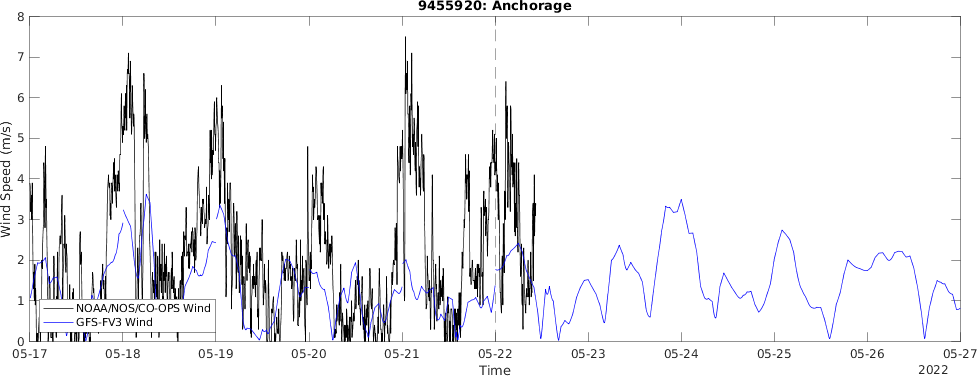 9455920: Anchorage
8
7
6
5
4
3
2
1
0
Wind Speed (m/s)
NOAA/NOS/CO-OPS Wind
GFS-FV3 Wind
05-17 05-18 05-19 05-20 05-21 05-22 05-23 05-24 05-25 05-26 05-27
Time
2022